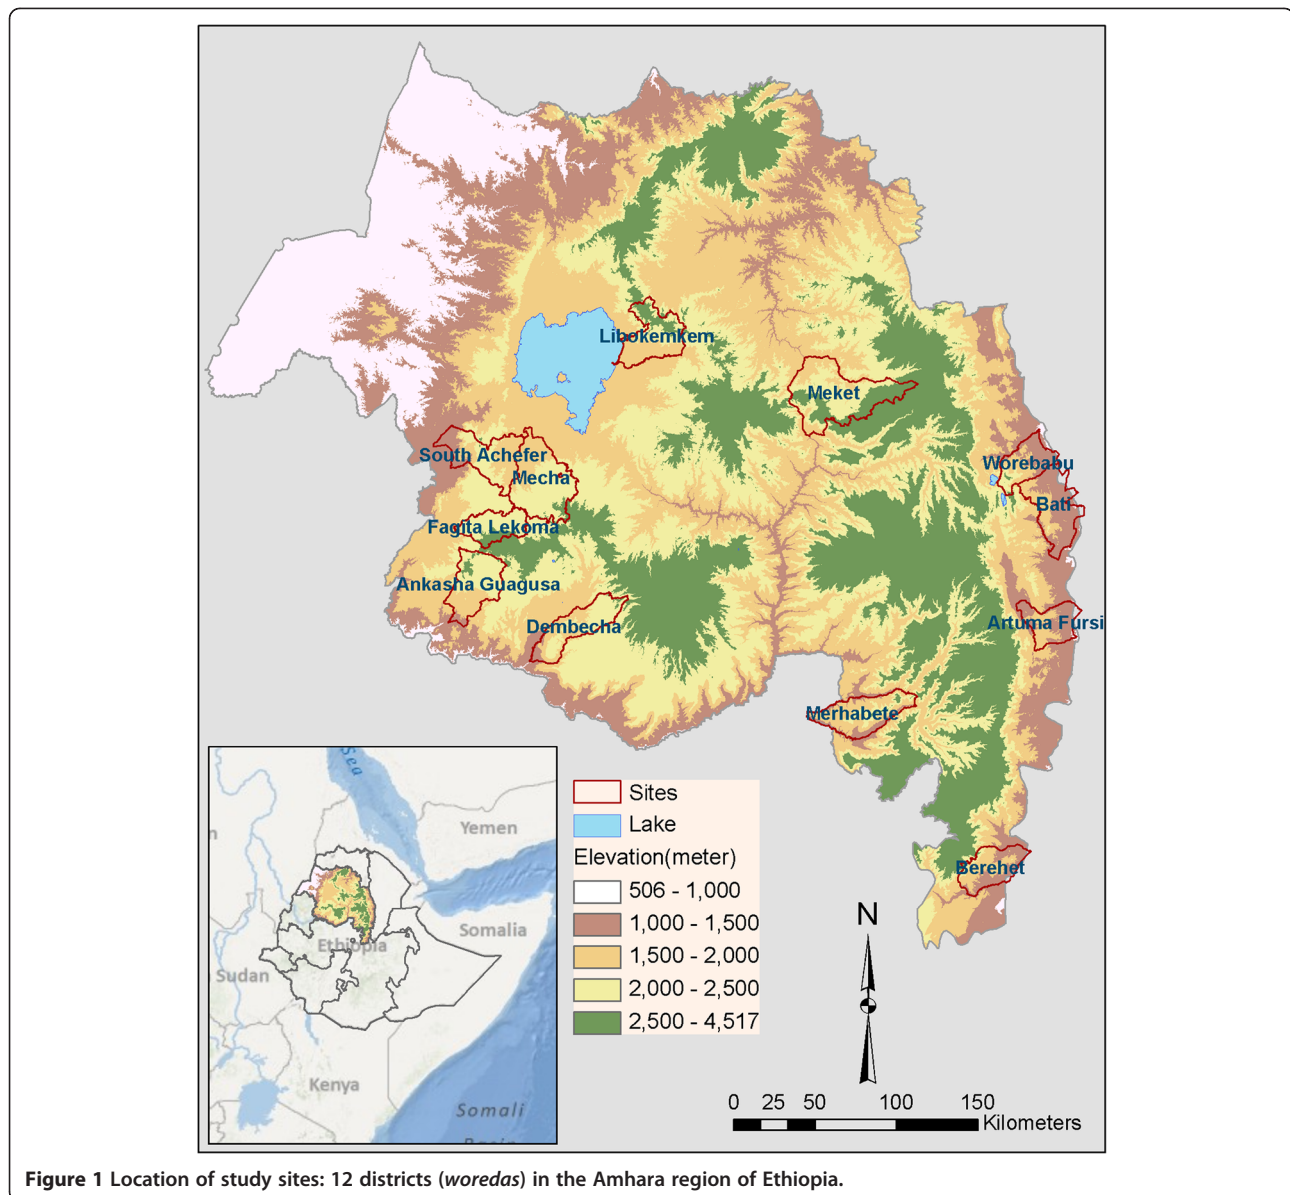 Libokemkem
Meket
South Achefer
Mecha
Worebabu
Bati
Fagita Lekoma
Ankasha Guagusa
Dembecha
Artuma Fursi
Merhabete
Berehet
Sea
Yemen
Ethiopia
Somalia
Sudan
Kenya
Somali
Sites
Lake
Elevation(meter)
506 - 1,000
1,000 - 1,500
1,500 - 2,000
2,000 - 2,500
2,500 - 4,517
N
0 25 50 100 150
Kilometers
Figure 1 Location of study sites: 12 districts (woredas) in the Amhara region of Ethiopia.